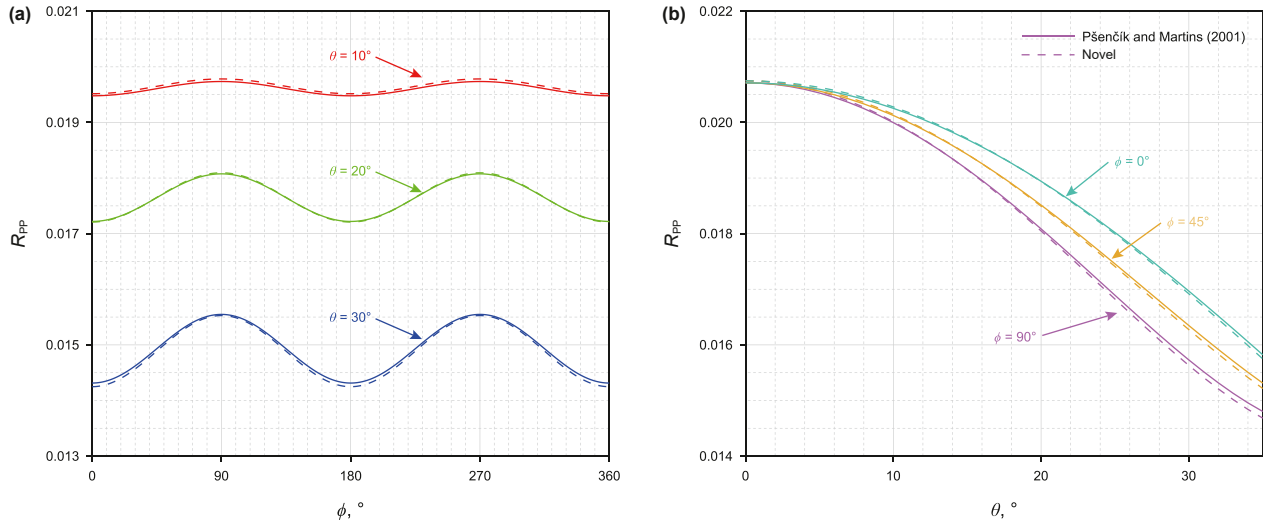 (a)
0.021
0.019
0.017
0.015
0.013
R_PP
θ = 10°
θ = 20°
θ = 30°
0 90 180 270 360
ϕ, °
(b)
0.022
0.020
0.018
0.016
0.014
R_PP
Pšenčík and Martins (2001)
Novel
ϕ = 0°
ϕ = 45°
ϕ = 90°
0 10 20 30
θ, °